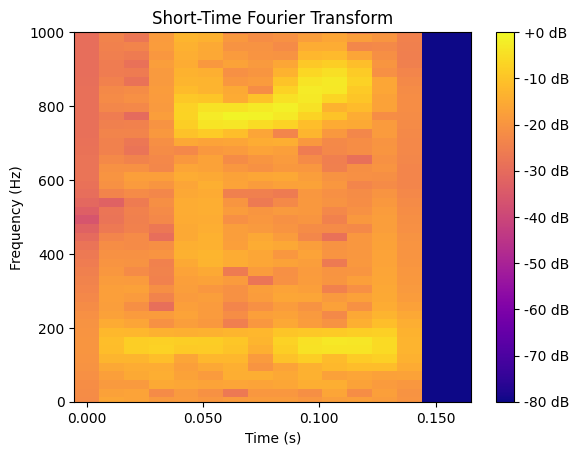 Short-Time Fourier Transform
1000
800
600
400
200
0
Frequency (Hz)
0.000
0.050
0.100
0.150
Time (s)
+0 dB
-10 dB
-20 dB
-30 dB
-40 dB
-50 dB
-60 dB
-70 dB
-80 dB